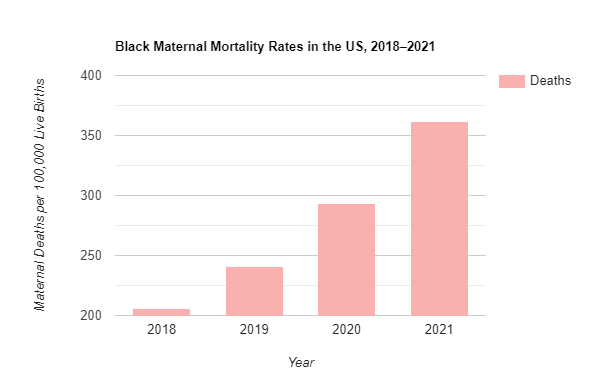 Black Maternal Mortality Rates in the US, 2018–2021
Deaths
Maternal Deaths per 100,000 Live Births
400
350
300
250
200
2018
2019
2020
2021
Year